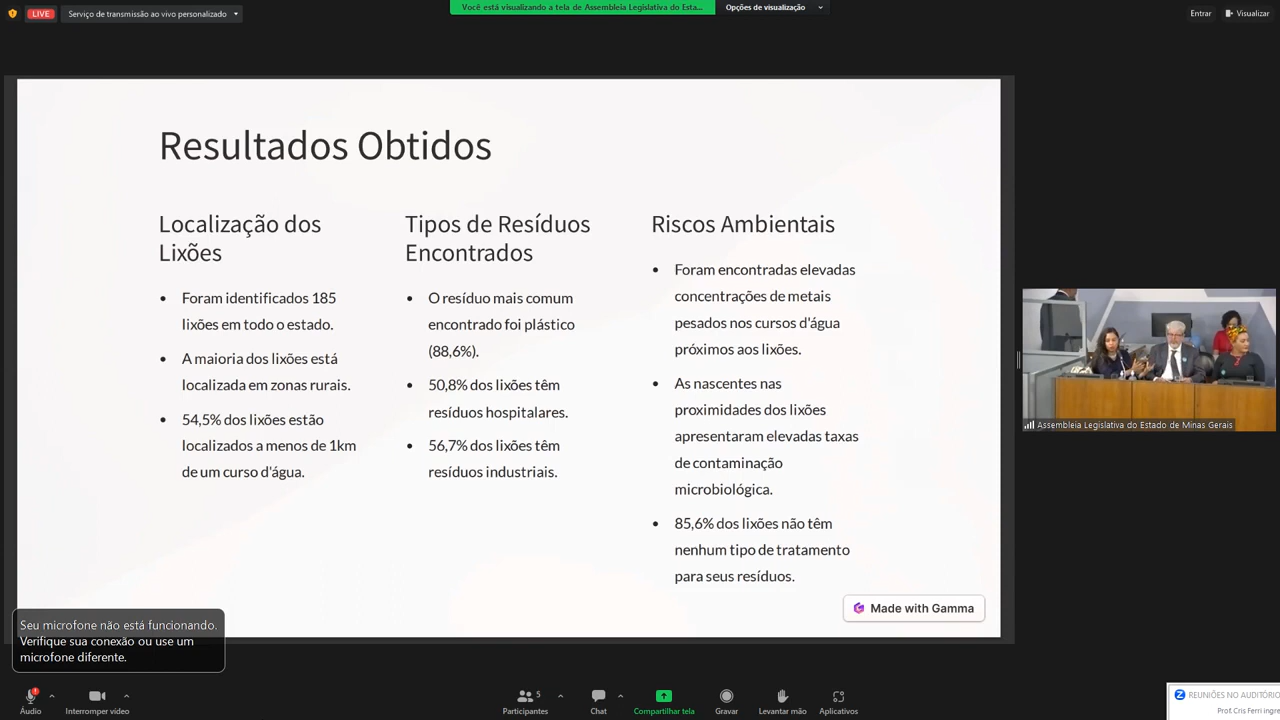 LIVE
Serviço de transmissão ao vivo personalizado
Você está visualizando a tela de Assembleia Legislativa do Esta...
Opções de visualização
Entrar
Visualizar
Resultados Obtidos
Localização dos
Lixões
• Foram identificados 185
lixões em todo o estado.
• A maioria dos lixões está
localizada em zonas rurais.
• 54,5% dos lixões estão
localizados a menos de 1km
de um curso d'água.
Tipos de Resíduos
Encontrados
• O resíduo mais comum
encontrado foi plástico
(88,6%).
• 50,8% dos lixões têm
resíduos hospitalares.
• 56,7% dos lixões têm
resíduos industriais.
Riscos Ambientais
• Foram encontradas elevadas
concentrações de metais
pesados nos cursos d'água
próximos aos lixões.
• As nascentes nas
proximidades dos lixões
apresentaram elevadas taxas
de contaminação
microbiológica.
• 85,6% dos lixões não têm
nenhum tipo de tratamento
para seus resíduos.
Made with Gamma
Assembleia Legislativa do Estado de Minas Gerais
Seu microfone não está funcionando.
Verifique sua conexão ou use um
microfone diferente.
Áudio
Interromper vídeo
Participantes
5
Chat
Compartilhar tela
Gravar
Levantar mão
Aplicativos
REUNIÕES NO AUDITÓRIO
Prof. Cris Ferri ingre